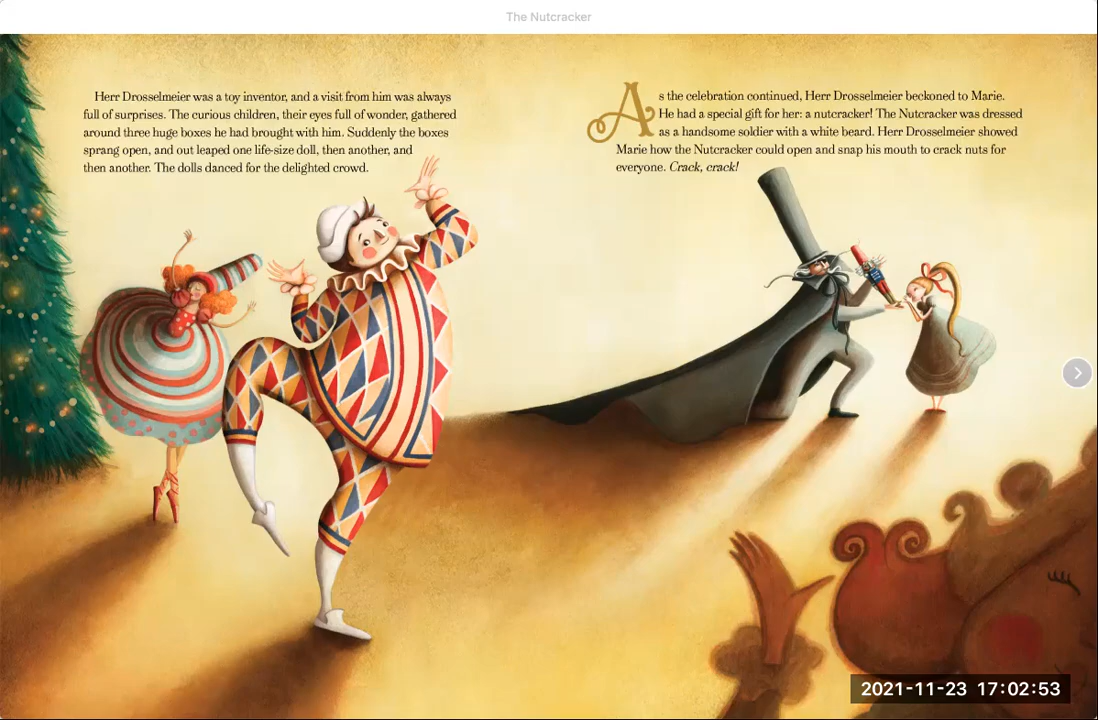 The Nutcracker
Herr Drosselmeier was a toy inventor, and a visit from him was always
full of surprises. The curious children, their eyes full of wonder, gathered
around three huge boxes he had brought with him. Suddenly the boxes
sprang open, and out leaped one life-size doll, then another, and
then another. The dolls danced for the delighted crowd.
As the celebration continued, Herr Drosselmeier beckoned to Marie.
He had a special gift for her: a nutcracker! The Nutcracker was dressed
as a handsome soldier with a white beard. Herr Drosselmeier showed
Marie how the Nutcracker could open and snap his mouth to crack nuts for
everyone. Crack, crack!
2021-11-23 17:02:53